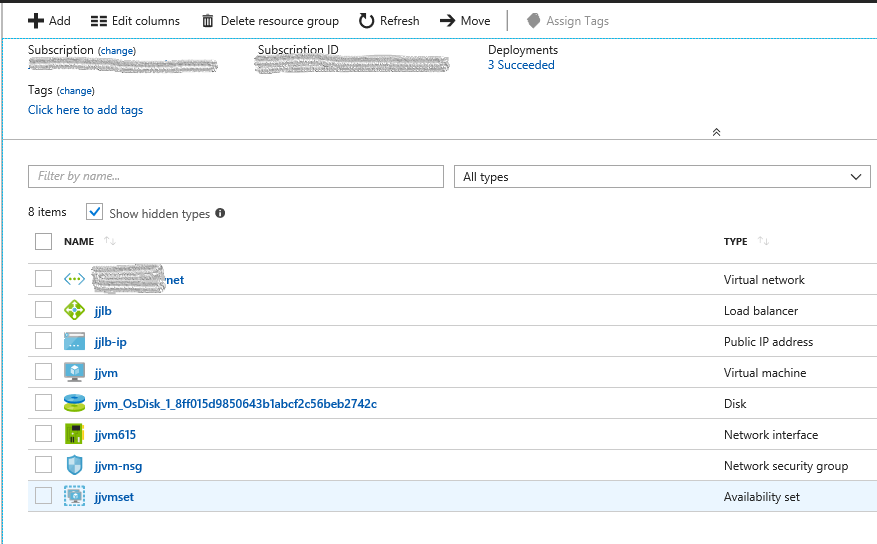 Add Edit columns Delete resource group Refresh Move Assign Tags
Subscription (change) Subscription ID Deployments
3 Succeeded
Tags (change)
Click here to add tags
Filter by name... All types
8 items Show hidden types
NAME TYPE
net Virtual network
jjlb Load balancer
jjlb-ip Public IP address
jjvm Virtual machine
jjvm_OsDisk_1_8ff015d9850643b1abcf2c56beb2742c Disk
jjvm615 Network interface
jjvm-nsg Network security group
jjvmset Availability set